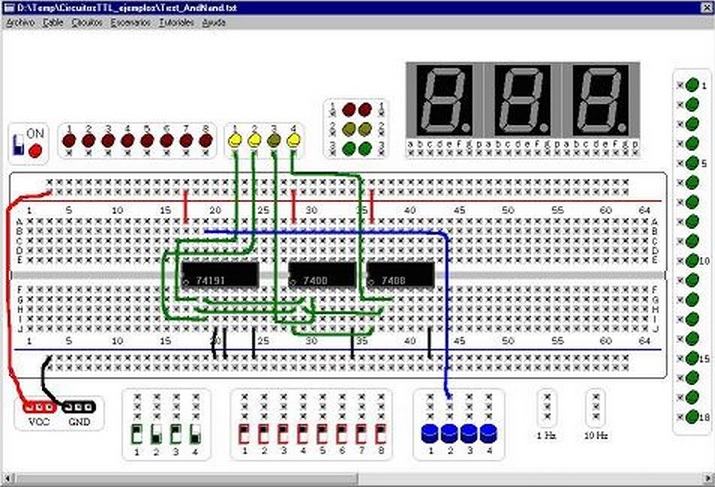 D:\Temp\CircuitosTTL_ejemplos\Test_AndNand.txt
Archivo Cable Circuitos Escenarios Tutoriales Ayuda
ON
1 2 3 4 5 6 7 8
1 2 3 4
1 1
2 2
3 3
a b c d e f g p a b c d e f g p a b c d e f g p
1
5
10
15
18
1 5 10 15 20 25 30 35 40 45 50 55 60 64
A A
B B
C C
D D
E E
74191 7400 7408
F F
G G
H H
I I
J J
1 5 10 15 20 25 30 35 40 45 50 55 60 64
VCC GND
1 2 3 4
1 2 3 4 5 6 7 8
1 2 3 4
1 Hz
10 Hz